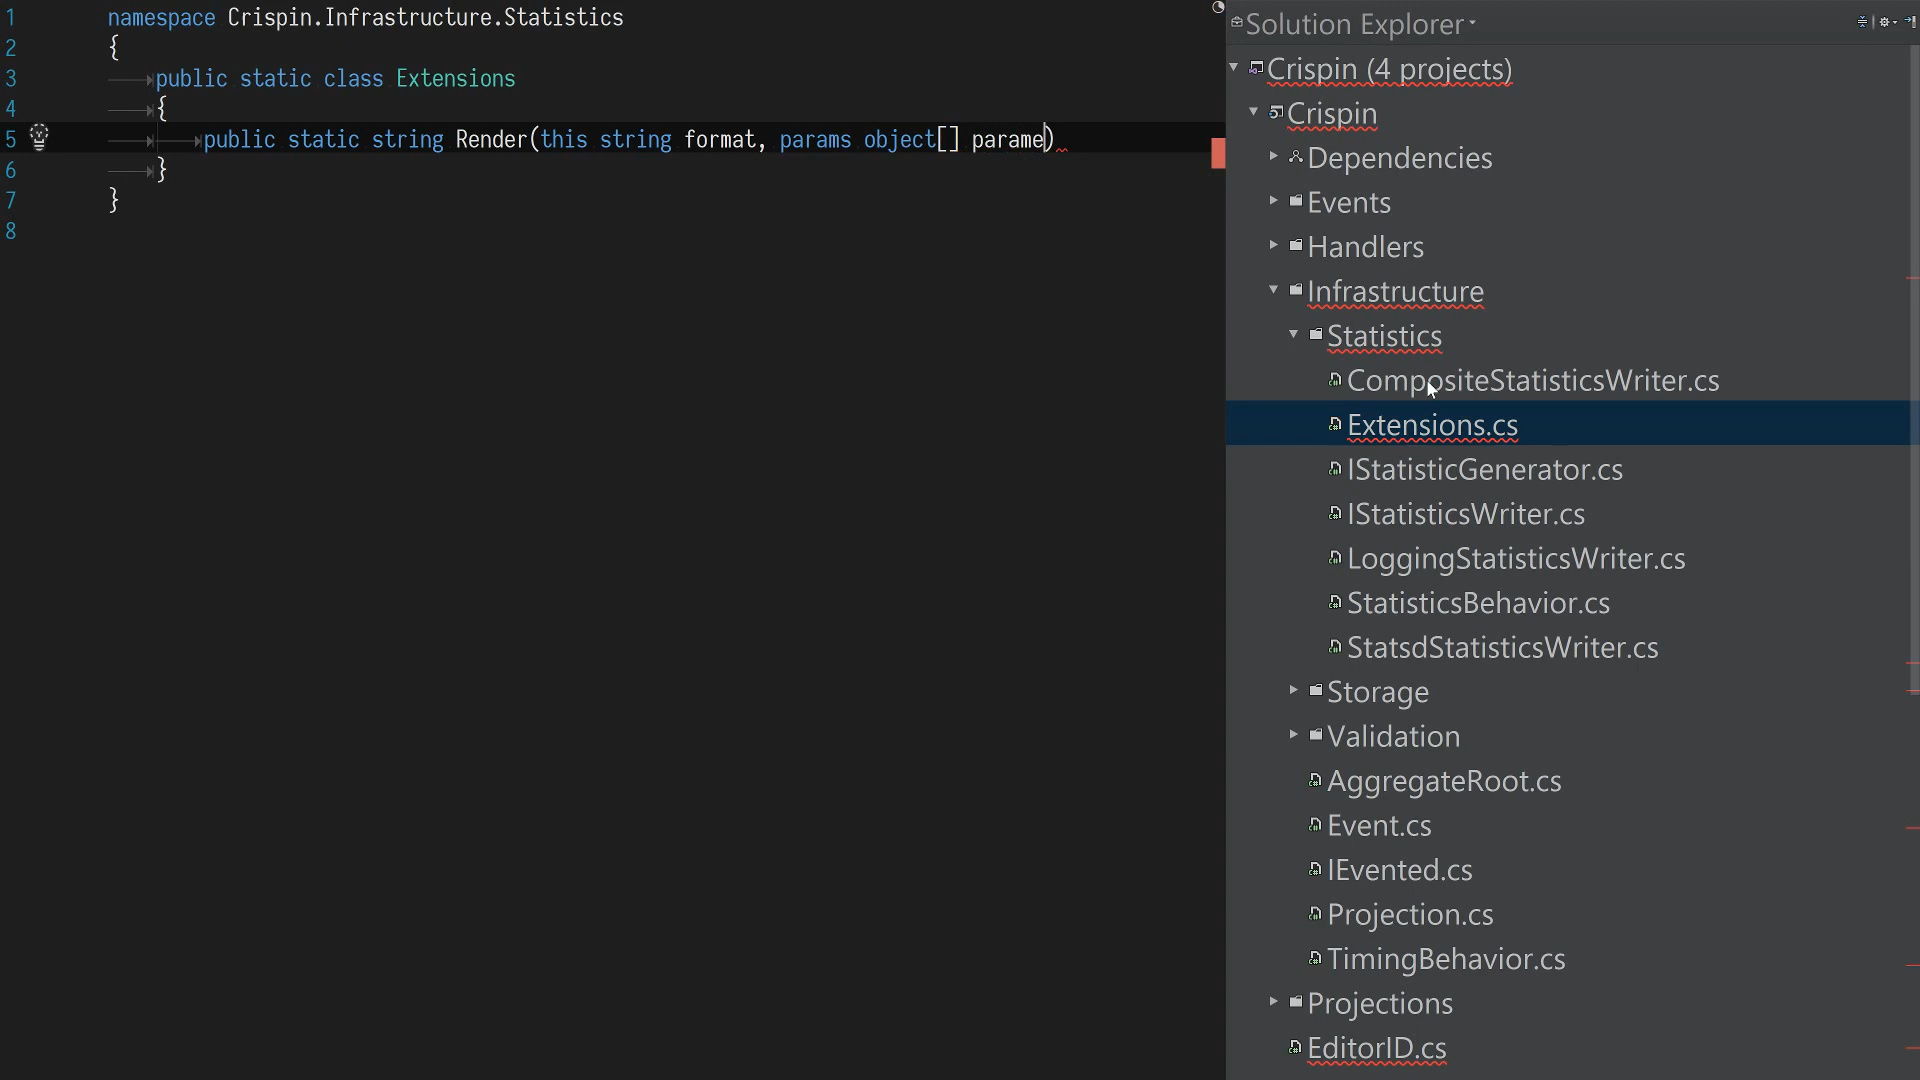 1 namespace Crispin.Infrastructure.Statistics
2 {
3 public static class Extensions
4 {
5 public static string Render(this string format, params object[] parame)
6 }
7 }
8
Solution Explorer
Crispin (4 projects)
Crispin
Dependencies
Events
Handlers
Infrastructure
Statistics
CompositeStatisticsWriter.cs
Extensions.cs
IStatisticGenerator.cs
IStatisticsWriter.cs
LoggingStatisticsWriter.cs
StatisticsBehavior.cs
StatsdStatisticsWriter.cs
Storage
Validation
AggregateRoot.cs
Event.cs
IEvented.cs
Projection.cs
TimingBehavior.cs
Projections
EditorID.cs